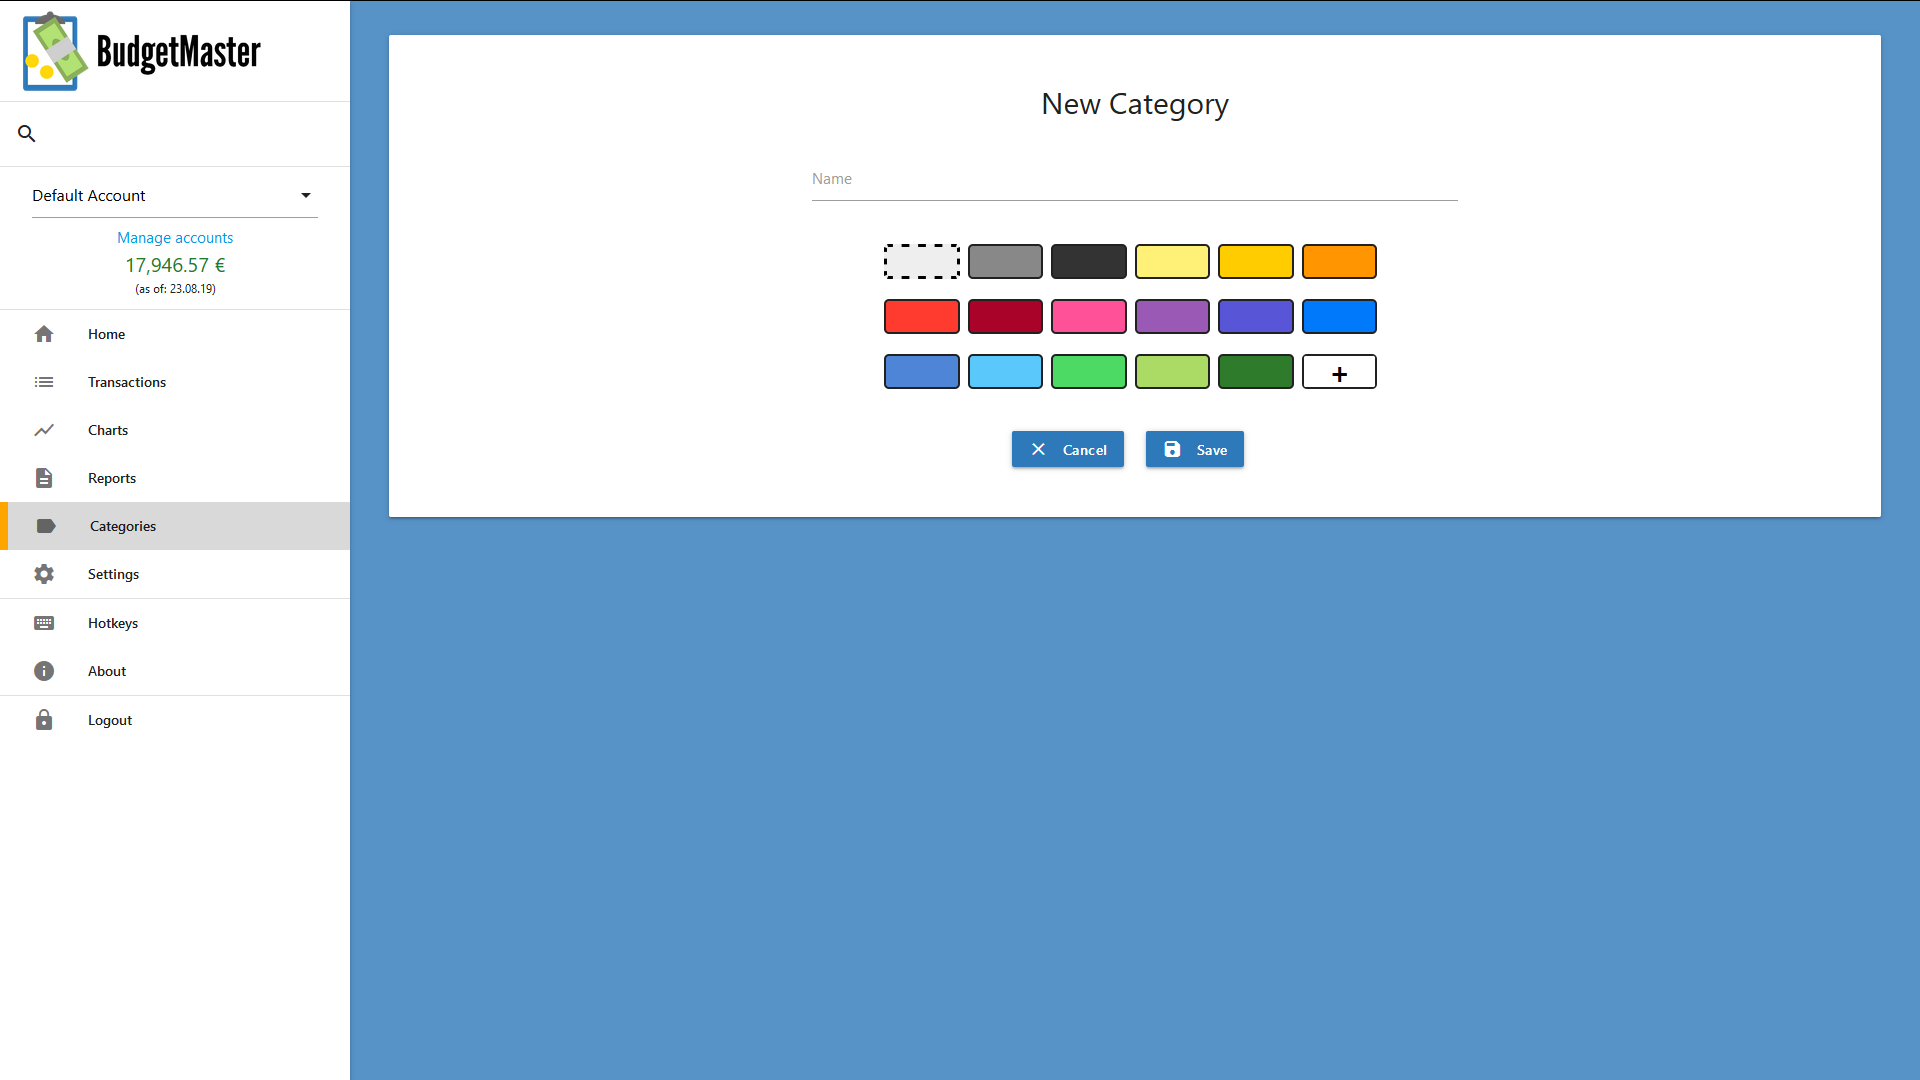 BudgetMaster
Default Account
Manage accounts
17,946.57 €
(as of: 23.08.19)
Home
Transactions
Charts
Reports
Categories
Settings
Hotkeys
About
Logout
New Category
Name
+
Cancel
Save